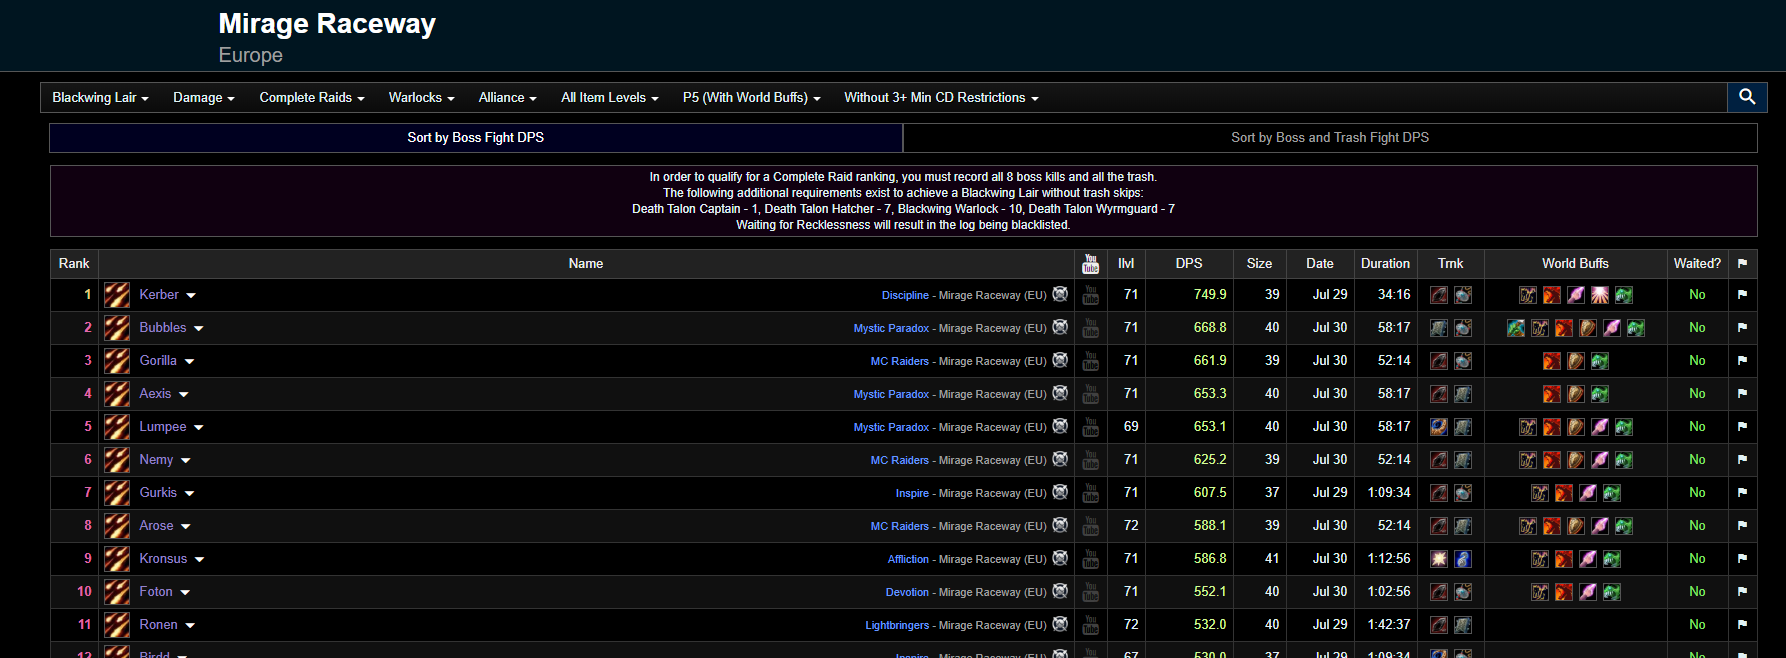 Mirage Raceway
Europe
Blackwing Lair Damage Complete Raids Warlocks Alliance All Item Levels P5 (With World Buffs) Without 3+ Min CD Restrictions
Sort by Boss Fight DPS Sort by Boss and Trash Fight DPS
In order to qualify for a Complete Raid ranking, you must record all 8 boss kills and all the trash.
The following additional requirements exist to achieve a Blackwing Lair without trash skips:
Death Talon Captain - 1, Death Talon Hatcher - 7, Blackwing Warlock - 10, Death Talon Wyrmguard - 7
Waiting for Recklessness will result in the log being blacklisted.
Rank Name You Tube Ilvl DPS Size Date Duration Trnk World Buffs Waited?
1 Kerber Discipline - Mirage Raceway (EU) 71 749.9 39 Jul 29 34:16 No
2 Bubbles Mystic Paradox - Mirage Raceway (EU) 71 668.8 40 Jul 30 58:17 No
3 Gorilla MC Raiders - Mirage Raceway (EU) 71 661.9 39 Jul 30 52:14 No
4 Aexis Mystic Paradox - Mirage Raceway (EU) 71 653.3 40 Jul 30 58:17 No
5 Lumpee Mystic Paradox - Mirage Raceway (EU) 69 653.1 40 Jul 30 58:17 No
6 Nemy MC Raiders - Mirage Raceway (EU) 71 625.2 39 Jul 30 52:14 No
7 Gurkis Inspire - Mirage Raceway (EU) 71 607.5 37 Jul 29 1:09:34 No
8 Arose MC Raiders - Mirage Raceway (EU) 72 588.1 39 Jul 30 52:14 No
9 Kronsus Affliction - Mirage Raceway (EU) 71 586.8 41 Jul 30 1:12:56 No
10 Foton Devotion - Mirage Raceway (EU) 71 552.1 40 Jul 30 1:02:56 No
11 Ronen Lightbringers - Mirage Raceway (EU) 72 532.0 40 Jul 29 1:42:37 No
12 Inspire - Mirage Raceway (EU) 67 530.0 37 Jul 29 1:09:34 No